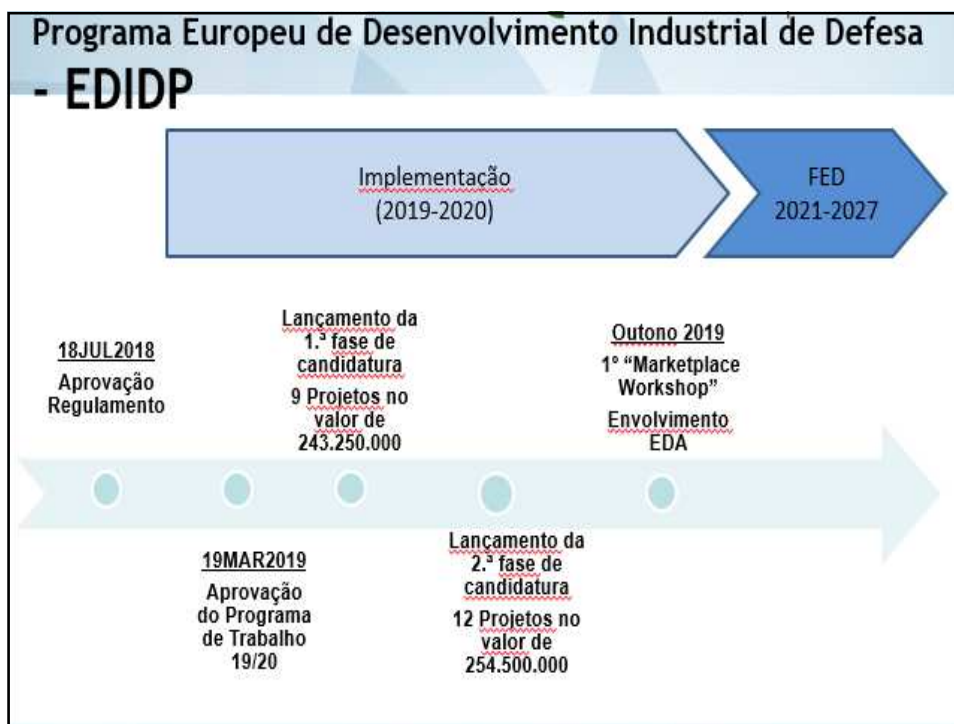 Programa Europeu de Desenvolvimento Industrial de Defesa
- EDIDP
Implementação
(2019-2020)
FED
2021-2027
18JUL2018
Aprovação
Regulamento
19MAR2019
Aprovação
do Programa
de Trabalho
19/20
Lançamento da
1.ª fase de
candidatura
9 Projetos no
valor de
243.250.000
Lançamento da
2.ª fase de
candidatura
12 Projetos no
valor de
254.500.000
Outono 2019
1º “Marketplace
Workshop”
Envolvimento
EDA